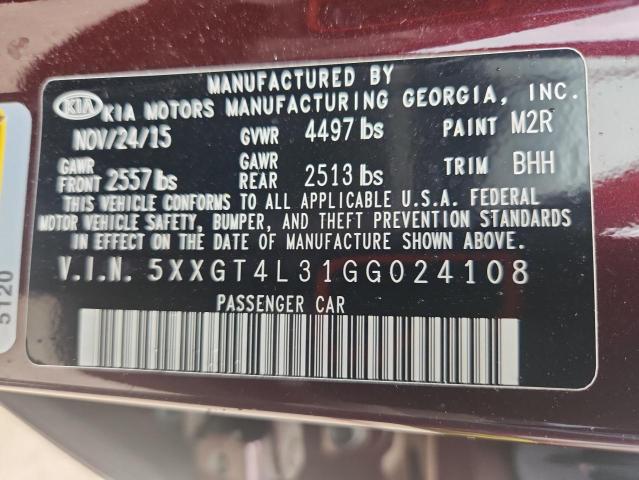 MANUFACTURED BY
KIA KIA MOTORS MANUFACTURING GEORGIA, INC.
NOV/24/15 GVWR 4497 lbs PAINT M2R
GAWR FRONT 2557 lbs GAWR REAR 2513 lbs TRIM BHH
THIS VEHICLE CONFORMS TO ALL APPLICABLE U.S.A. FEDERAL
MOTOR VEHICLE SAFETY, BUMPER, AND THEFT PREVENTION STANDARDS
IN EFFECT ON THE DATE OF MANUFACTURE SHOWN ABOVE.
V.I.N. 5XXGT4L31GG024108
PASSENGER CAR
5120